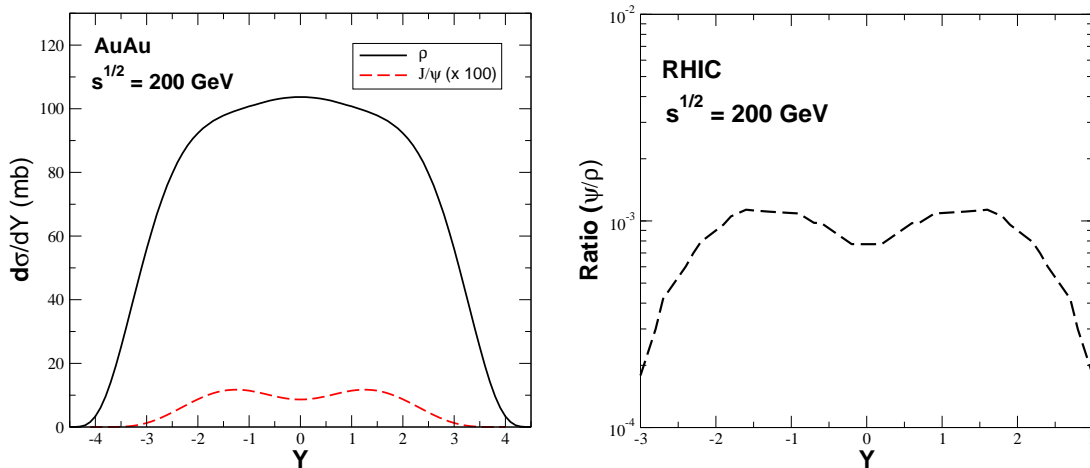 AuAu
s^{1/2} = 200 GeV
ρ
J/ψ (x 100)
dσ/dY (mb)
120
100
80
60
40
20
0
-4 -3 -2 -1 0 1 2 3 4
Y
RHIC
s^{1/2} = 200 GeV
Ratio (ψ/ρ)
10^{-2}
10^{-3}
10^{-4}
-3 -2 -1 0 1 2 3
Y